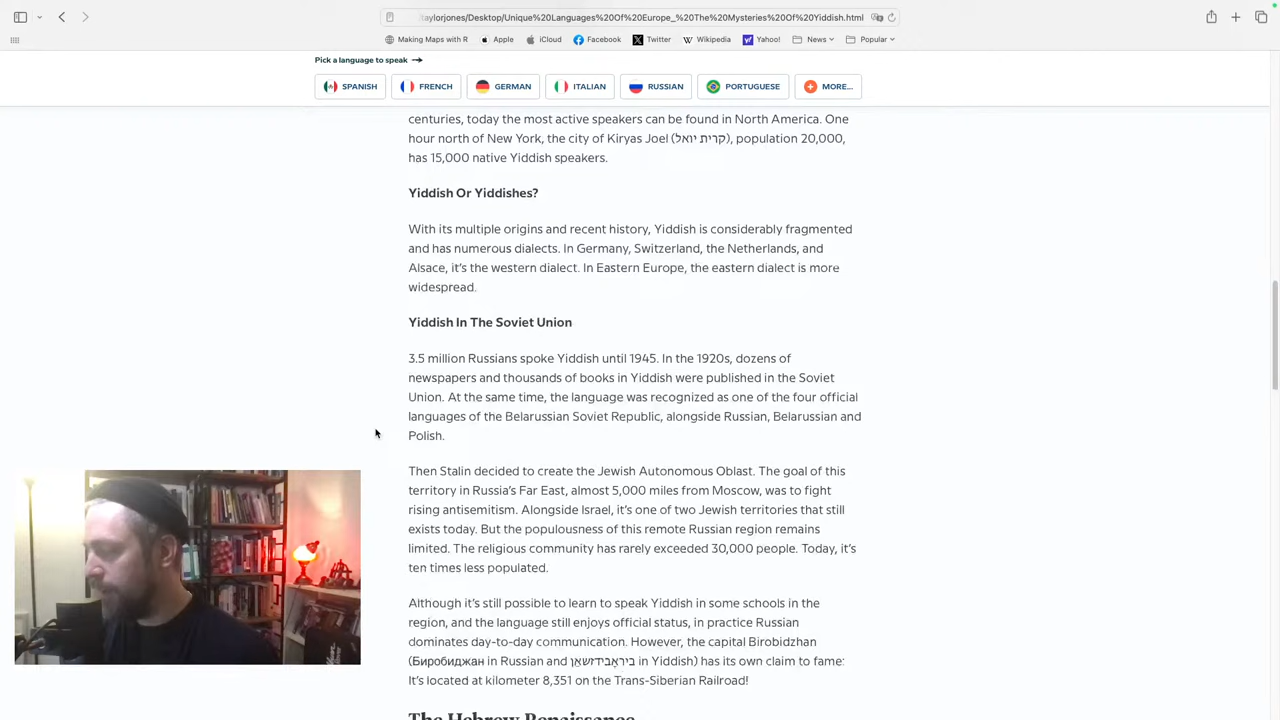 taylorjones/Desktop/Unique%20Languages%20Of%20Europe_%20The%20Mysteries%20Of%20Yiddish.html
Making Maps with R Apple iCloud Facebook Twitter Wikipedia Yahoo! News Popular
Pick a language to speak
SPANISH FRENCH GERMAN ITALIAN RUSSIAN PORTUGUESE MORE...
centuries, today the most active speakers can be found in North America. One
hour north of New York, the city of Kiryas Joel (קרית יואל), population 20,000,
has 15,000 native Yiddish speakers.
Yiddish Or Yiddishes?
With its multiple origins and recent history, Yiddish is considerably fragmented
and has numerous dialects. In Germany, Switzerland, the Netherlands, and
Alsace, it's the western dialect. In Eastern Europe, the eastern dialect is more
widespread.
Yiddish In The Soviet Union
3.5 million Russians spoke Yiddish until 1945. In the 1920s, dozens of
newspapers and thousands of books in Yiddish were published in the Soviet
Union. At the same time, the language was recognized as one of the four official
languages of the Belarussian Soviet Republic, alongside Russian, Belarussian and
Polish.
Then Stalin decided to create the Jewish Autonomous Oblast. The goal of this
territory in Russia's Far East, almost 5,000 miles from Moscow, was to fight
rising antisemitism. Alongside Israel, it's one of two Jewish territories that still
exists today. But the populousness of this remote Russian region remains
limited. The religious community has rarely exceeded 30,000 people. Today, it's
ten times less populated.
Although it's still possible to learn to speak Yiddish in some schools in the
region, and the language still enjoys official status, in practice Russian
dominates day-to-day communication. However, the capital Birobidzhan
(Биробиджан in Russian and ביראָבידזשאַן in Yiddish) has its own claim to fame:
It's located at kilometer 8,351 on the Trans-Siberian Railroad!
The Hebrew Renaissance